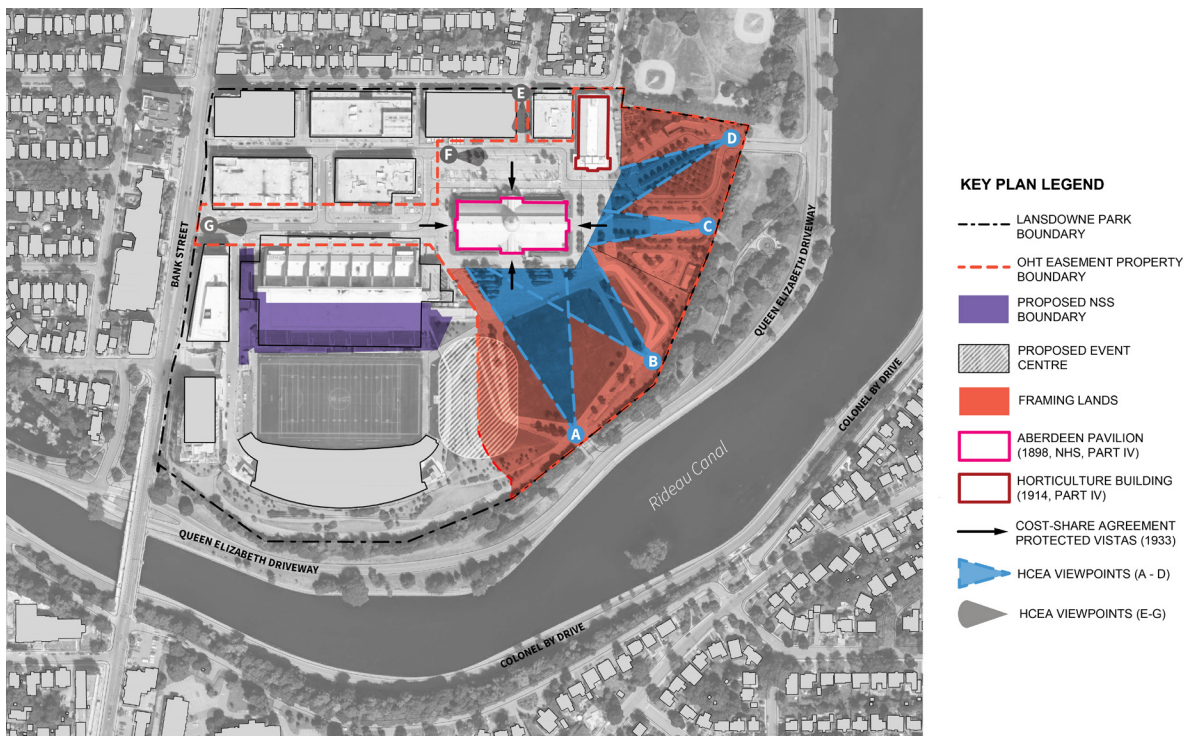 E
D
F
C
G
B
A
BANK STREET
QUEEN ELIZABETH DRIVEWAY
COLONEL BY DRIVE
Rideau Canal
QUEEN ELIZABETH DRIVEWAY
COLONEL BY DRIVE
KEY PLAN LEGEND
LANSDOWNE PARK
BOUNDARY
OHT EASEMENT PROPERTY
BOUNDARY
PROPOSED NSS
BOUNDARY
PROPOSED EVENT
CENTRE
FRAMING LANDS
ABERDEEN PAVILION
(1898, NHS, PART IV)
HORTICULTURE BUILDING
(1914, PART IV)
COST-SHARE AGREEMENT
PROTECTED VISTAS (1933)
HCEA VIEWPOINTS (A - D)
HCEA VIEWPOINTS (E-G)